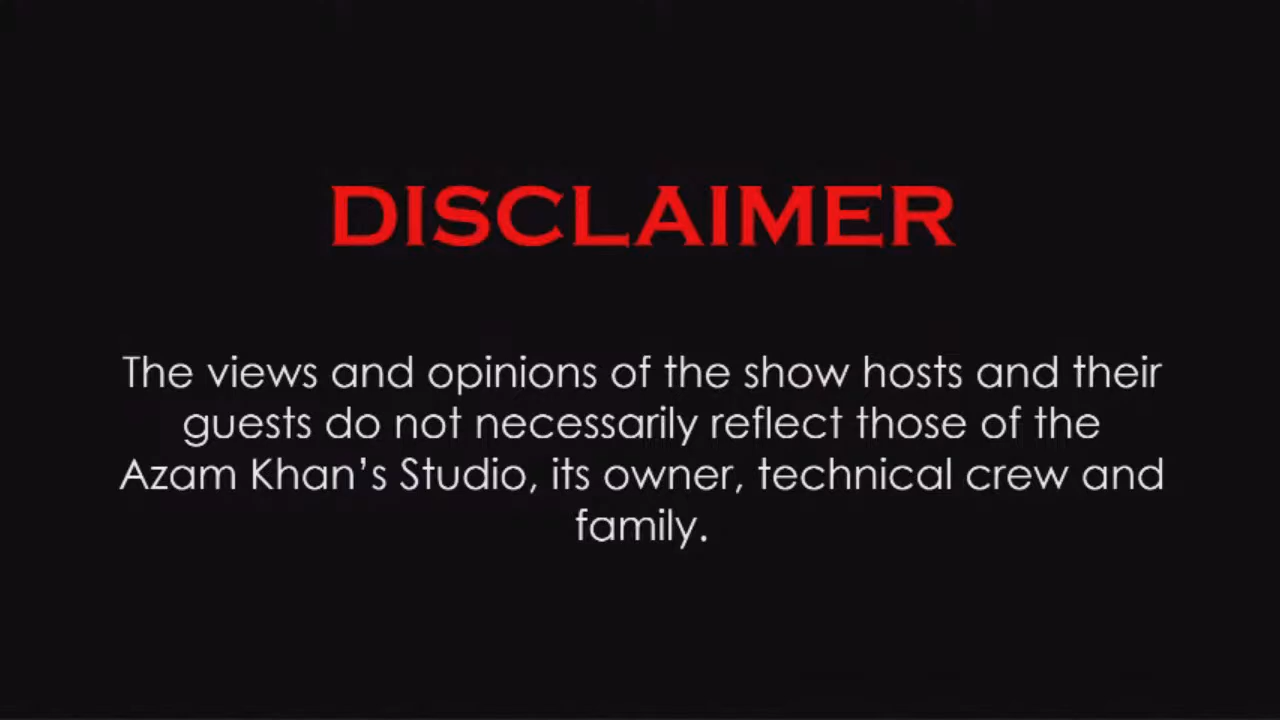 DISCLAIMER
The views and opinions of the show hosts and their
guests do not necessarily reflect those of the
Azam Khan’s Studio, its owner, technical crew and
family.